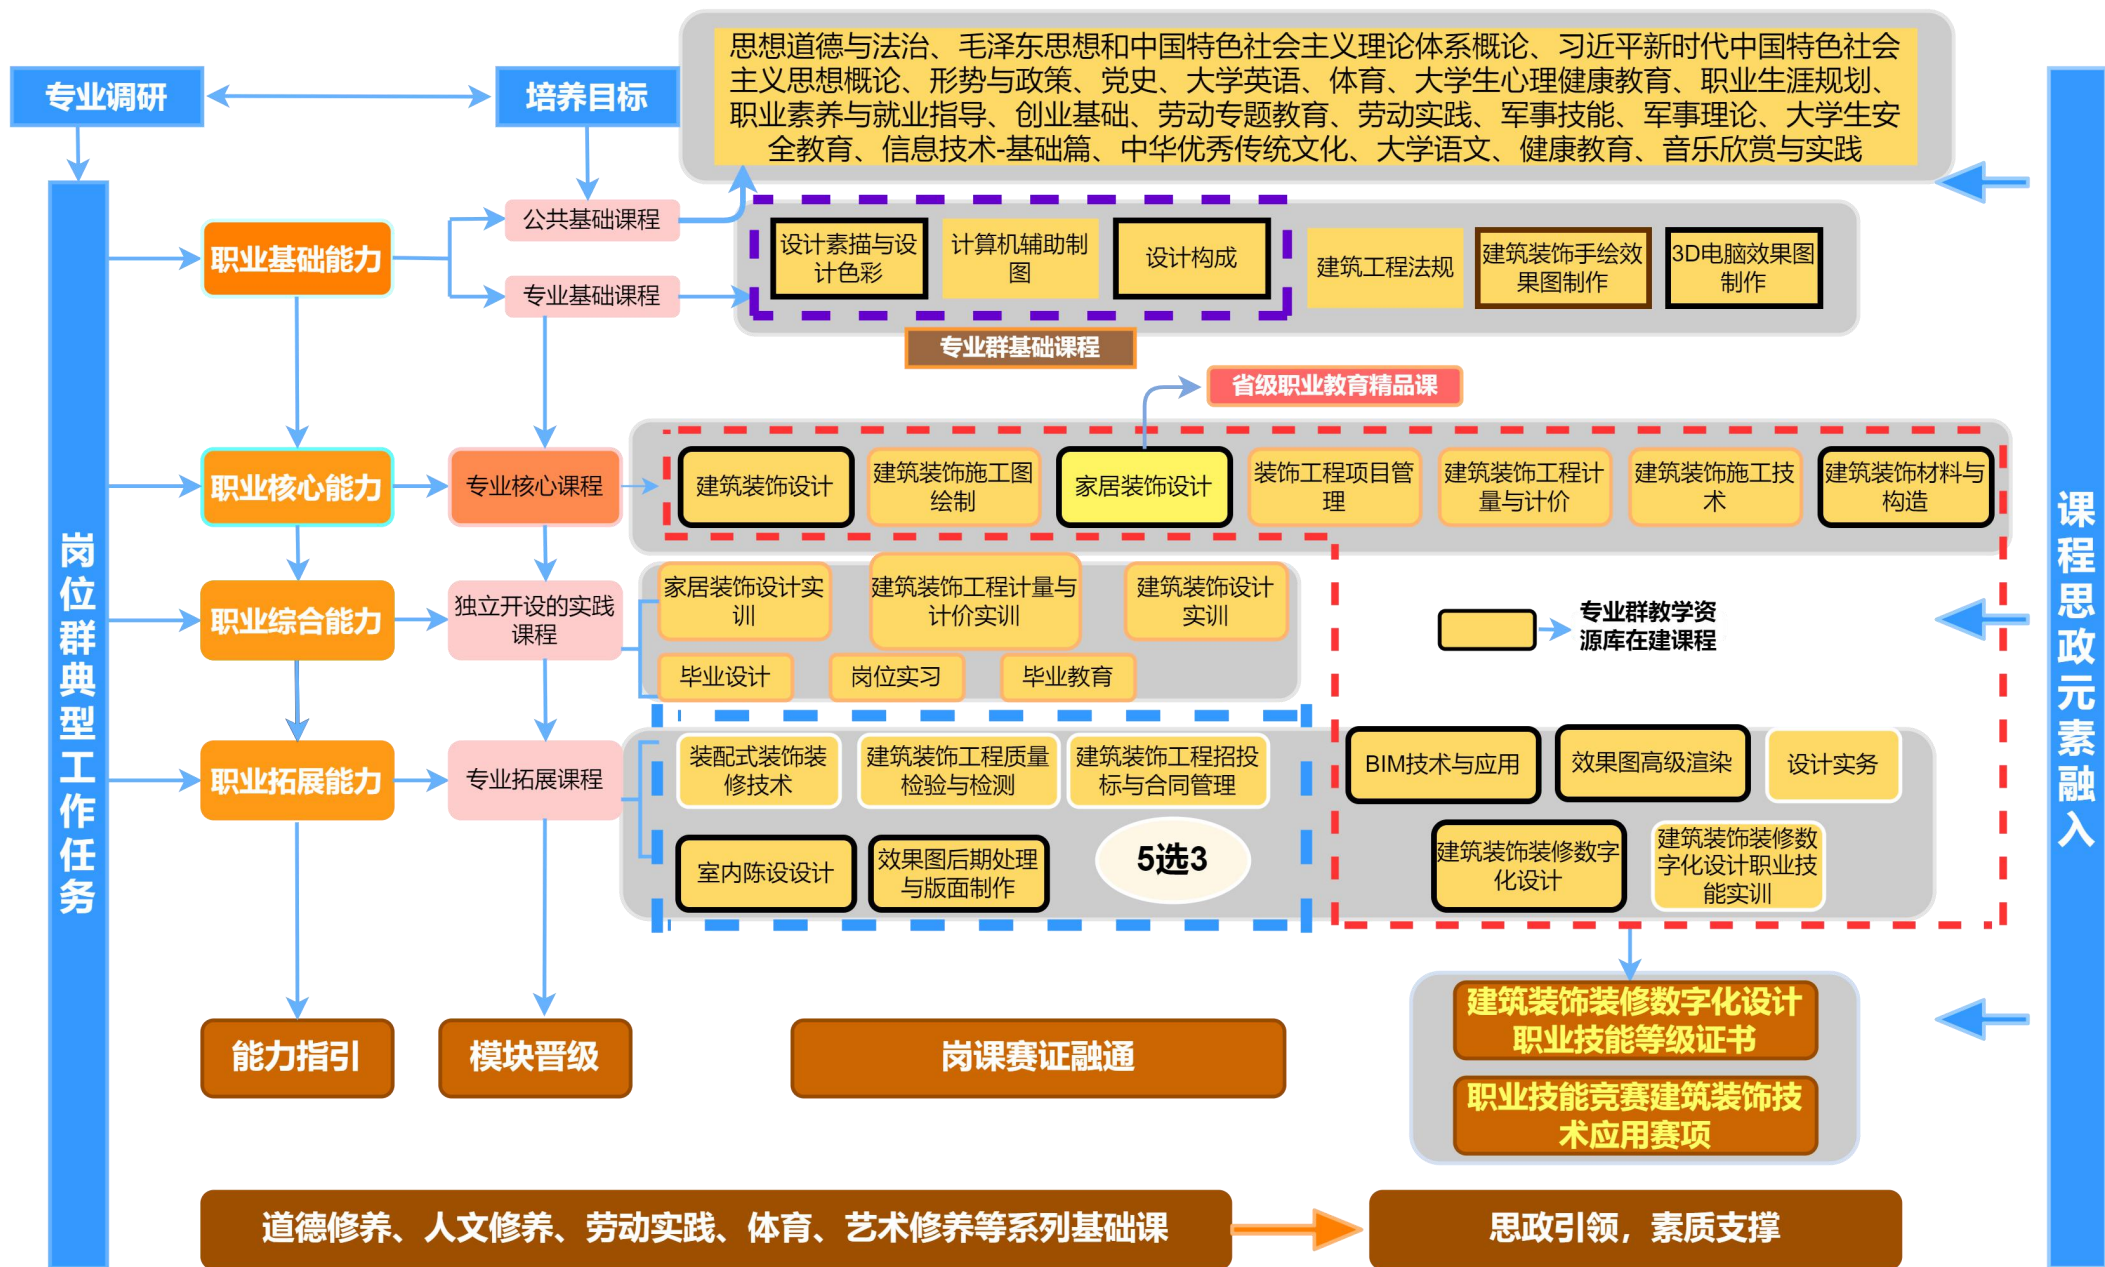 思想道德与法治、毛泽东思想和中国特色社会主义理论体系概论、习近平新时代中国特色社会
主义思想概论、形势与政策、党史、大学英语、体育、大学生心理健康教育、职业生涯规划、
职业素养与就业指导、创业基础、劳动专题教育、劳动实践、军事技能、军事理论、大学生安
全教育、信息技术-基础篇、中华优秀传统文化、大学语文、健康教育、音乐欣赏与实践
专业调研
培养目标
岗位群典型工作任务
课程思政元素融入
职业基础能力
公共基础课程
专业基础课程
设计素描与设
计色彩
计算机辅助制
图
设计构成
建筑工程法规
建筑装饰手绘效
果图制作
3D电脑效果图
制作
专业群基础课程
省级职业教育精品课
职业核心能力
专业核心课程
建筑装饰设计
建筑装饰施工图
绘制
家居装饰设计
装饰工程项目管
理
建筑装饰工程计
量与计价
建筑装饰施工技
术
建筑装饰材料与
构造
职业综合能力
独立开设的实践
课程
家居装饰设计实
训
建筑装饰工程计量与
计价实训
建筑装饰设计
实训
毕业设计
岗位实习
毕业教育
专业群教学资
源库在建课程
职业拓展能力
专业拓展课程
装配式装饰装
修技术
建筑装饰工程质量
检验与检测
建筑装饰工程招投
标与合同管理
室内陈设设计
效果图后期处理
与版面制作
5选3
BIM技术与应用
效果图高级渲染
设计实务
建筑装饰装修数字
化设计
建筑装饰装修数
字化设计职业技
能实训
能力指引
模块晋级
岗课赛证融通
建筑装饰装修数字化设计
职业技能等级证书
职业技能竞赛建筑装饰技
术应用赛项
道德修养、人文修养、劳动实践、体育、艺术修养等系列基础课
思政引领，素质支撑